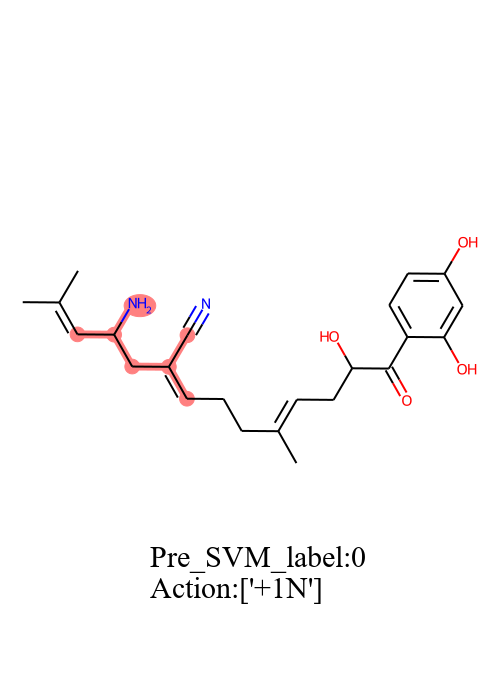 OH
NH2
N
HO
OH
O
Pre_SVM_label:0
Action:['+1N']